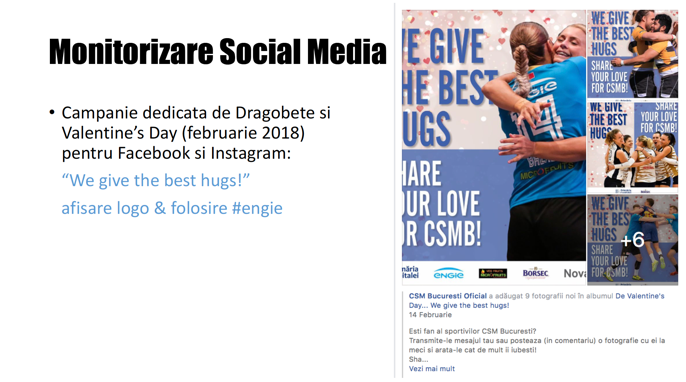 Monitorizare Social Media
• Campanie dedicata de Dragobete si
Valentine's Day (februarie 2018)
pentru Facebook si Instagram:
"We give the best hugs!"
afisare logo & folosire #engie
E GIVE
HE BEST
UGS
HARE
UR LOVE
R CSMB!
14
ENGIE
BORSEC
Nova
WE GIVE
THE BEST
HUGS
SHARE
YOUR LOVE
FOR CSMB!
WE GIVE
THE BES
HUGS
SHARE
YOUR LOVE
FOR CSMB!
WE GIVE
THE BES
HUGS
SHARE
YOUR LOVE
FOR CSMB!
+6
CSM Bucuresti Oficial a adăugat 9 fotografii noi în albumul De Valentine's
Day... We give the best hugs!
14 Februarie
Esti fan al sportivilor CSM Bucuresti?
Transmite-le mesajul tau sau posteaza (in comentariu) o fotografie cu ei la
meci si arata-le cat de mult ii iubesti!
Sha...
Vezi mai mult